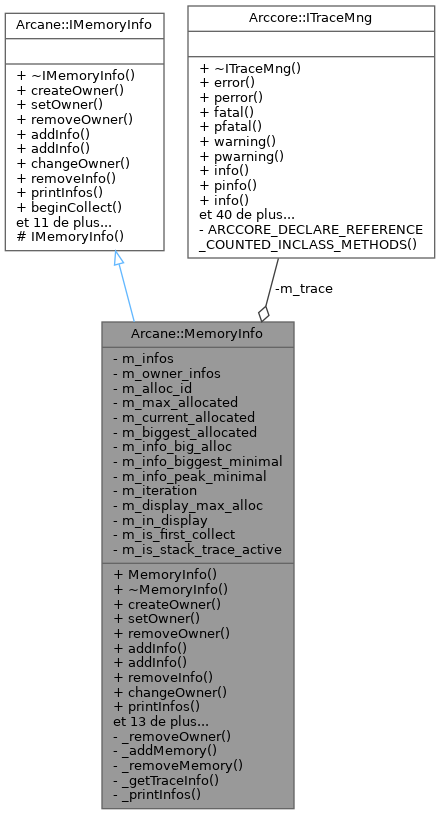 Arcane::IMemoryInfo
+ ~IMemoryInfo()
+ createOwner()
+ setOwner()
+ removeOwner()
+ addInfo()
+ addInfo()
+ changeOwner()
+ removeInfo()
+ printInfos()
+ beginCollect()
et 11 de plus...
# IMemoryInfo()
Arccore::ITraceMng
+ ~ITraceMng()
+ error()
+ perror()
+ fatal()
+ pfatal()
+ warning()
+ pwarning()
+ info()
+ pinfo()
+ info()
et 40 de plus...
- ARCCORE_DECLARE_REFERENCE
_COUNTED_INCLASS_METHODS()
-m_trace
Arcane::MemoryInfo
- m_infos
- m_owner_infos
- m_alloc_id
- m_max_allocated
- m_current_allocated
- m_biggest_allocated
- m_info_big_alloc
- m_info_biggest_minimal
- m_info_peak_minimal
- m_iteration
- m_display_max_alloc
- m_in_display
- m_is_first_collect
- m_is_stack_trace_active
+ MemoryInfo()
+ ~MemoryInfo()
+ createOwner()
+ setOwner()
+ removeOwner()
+ addInfo()
+ addInfo()
+ removeInfo()
+ changeOwner()
+ printInfos()
et 13 de plus...
- _removeOwner()
- _addMemory()
- _removeMemory()
- _getTraceInfo()
- _printInfos()